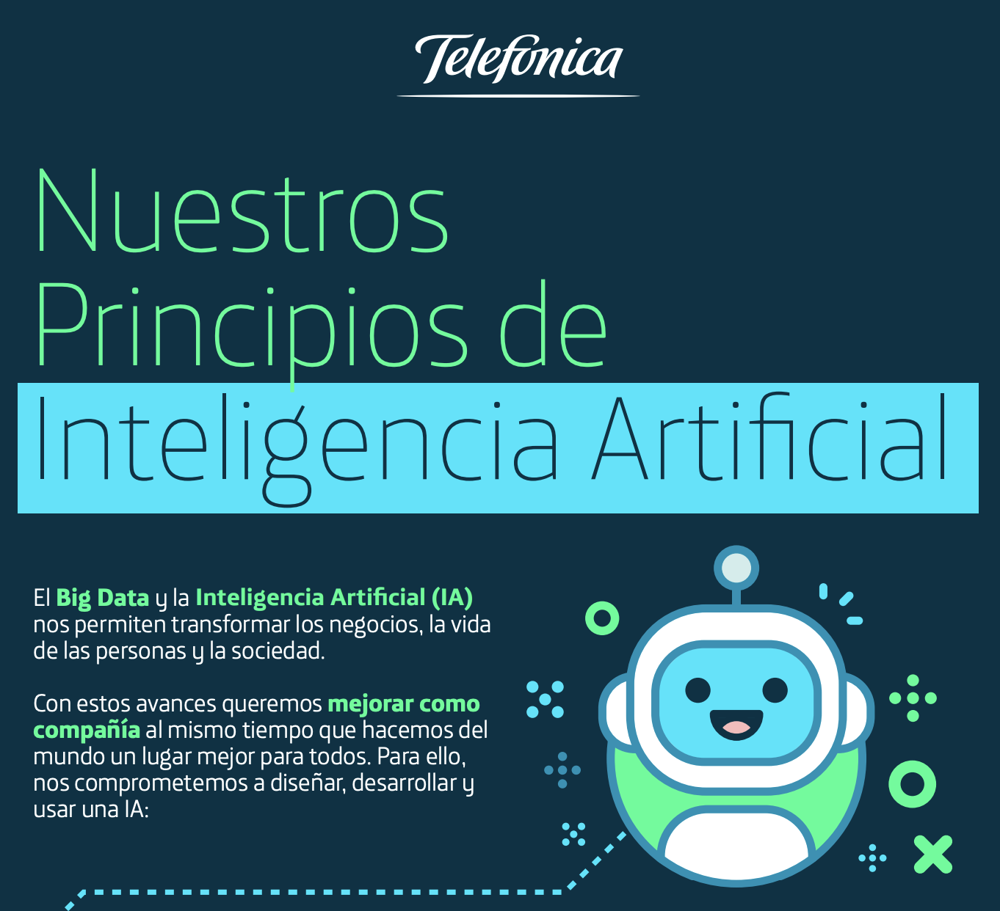 Telefónica
Nuestros
Principios de
Inteligencia Artificial
El Big Data y la Inteligencia Artificial (IA)
nos permiten transformar los negocios, la vida
de las personas y la sociedad.
Con estos avances queremos mejorar como
compañía al mismo tiempo que hacemos del
mundo un lugar mejor para todos. Para ello,
nos comprometemos a diseñar, desarrollar y
usar una IA: